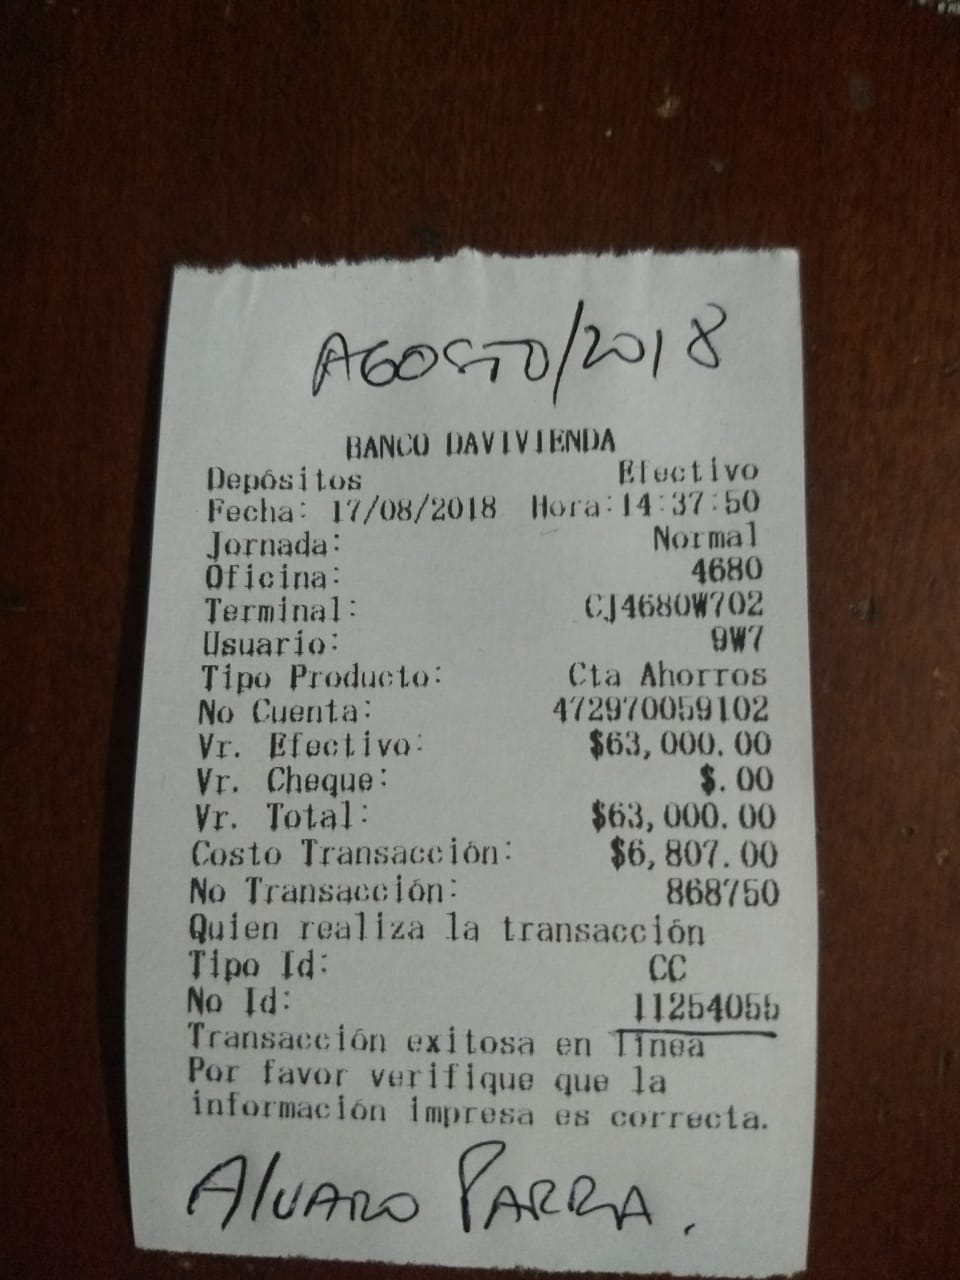 AGOSTO/2018
BANCO DAVIVIENDA
Depósitos Efectivo
Fecha: 17/08/2018 Hora:14:37:50
Jornada: Normal
Oficina: 4680
Terminal: CJ4680W702
Usuario: 9W7
Tipo Producto: Cta Ahorros
No Cuenta: 472970059102
Vr. Efectivo: $63,000.00
Vr. Cheque: $.00
Vr. Total: $63,000.00
Costo Transacción: $6,807.00
No Transacción: 868750
Quien realiza la transacción
Tipo Id: CC
No Id: 11254055
Transacción exitosa en línea
Por favor verifique que la
información impresa es correcta.
Alvaro PARRA.